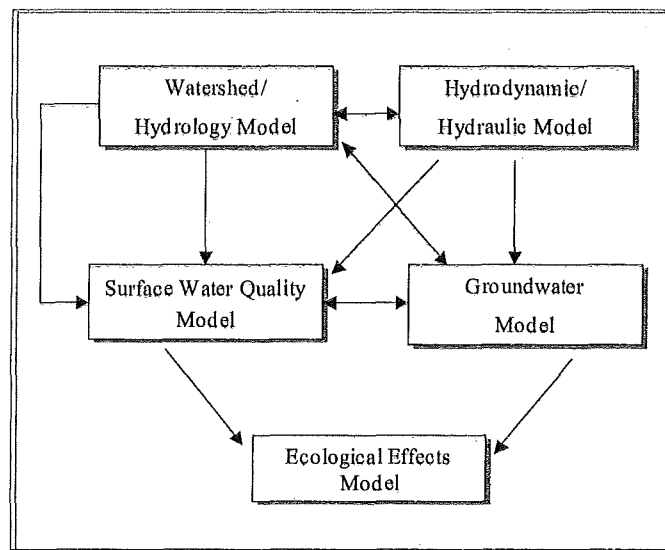 Watershed/
Hydrology Model
Hydrodynamic/
Hydraulic Model
Surface Water Quality
Model
Groundwater
Model
Ecological Effects
Model